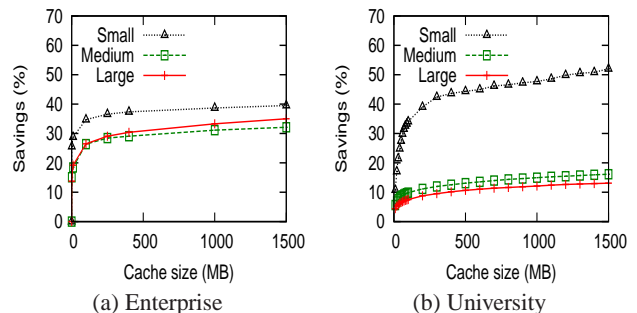 70
60
50
40
30
20
10
0
Savings (%)
Small
Medium
Large
0 500 1000 1500
Cache size (MB)
(a) Enterprise
70
60
50
40
30
20
10
0
Savings (%)
Small
Medium
Large
0 500 1000 1500
Cache size (MB)
(b) University